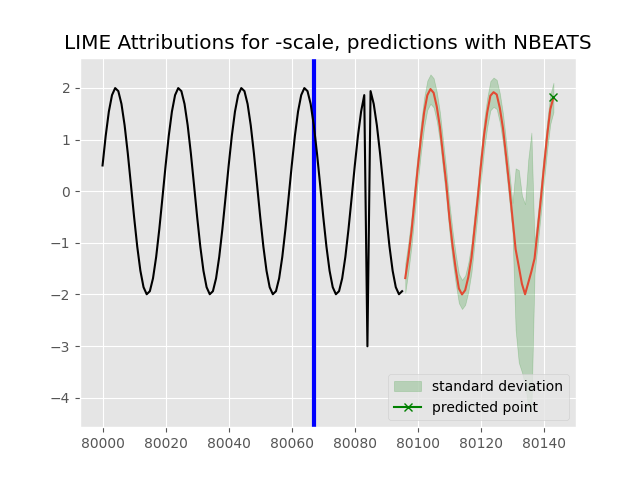 LIME Attributions for -scale, predictions with NBEATS
2
1
0
−1
−2
−3
−4
standard deviation
predicted point
80000 80020 80040 80060 80080 80100 80120 80140